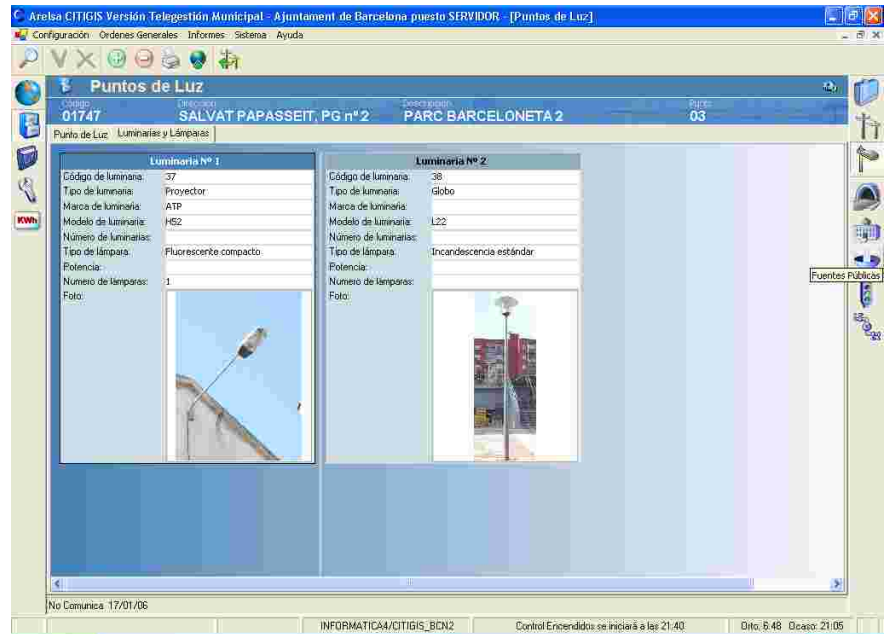 Arelsa CITIGIS Versión Telegestión Municipal - Ajuntament de Barcelona puesto SERVIDOR - [Puntos de Luz]
Configuración Ordenes Generales Informes Sistema Ayuda
Puntos de Luz
Código Dirección Descripción Punto
01747 SALVAT PAPASSEIT, PG nº 2 PARC BARCELONETA 2 03
Punto de Luz Luminarias y Lámparas
Luminaria Nº 1 Luminaria Nº 2
Código de luminaria: 37 Código de luminaria: 38
Tipo de luminaria: Proyector Tipo de luminaria: Globo
Marca de luminaria: ATP Marca de luminaria:
Modelo de luminaria: H52 Modelo de luminaria: L22
Número de luminarias: Número de luminarias:
Tipo de lámpara: Fluorescente compacto Tipo de lámpara: Incandescencia estándar
Potencia: Potencia:
Numero de lámparas: 1 Numero de lámparas:
Foto: Foto:
KWh
Fuentes Públicas
No Comunica 17/01/06
INFORMATICA4/CITIGIS_BCN2 Control Encendidos se iniciará a las 21:40 Orto: 6:48 Ocaso: 21:05